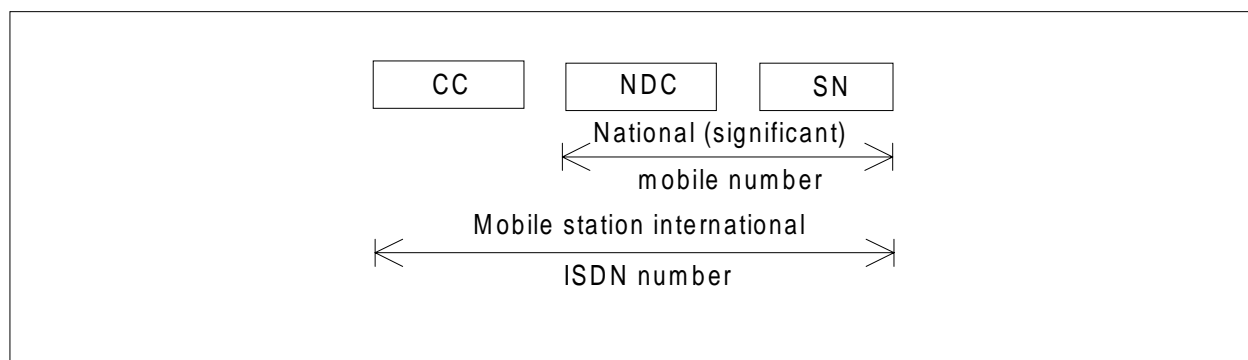 CC NDC SN
National (significant)
mobile number
Mobile station international
ISDN number